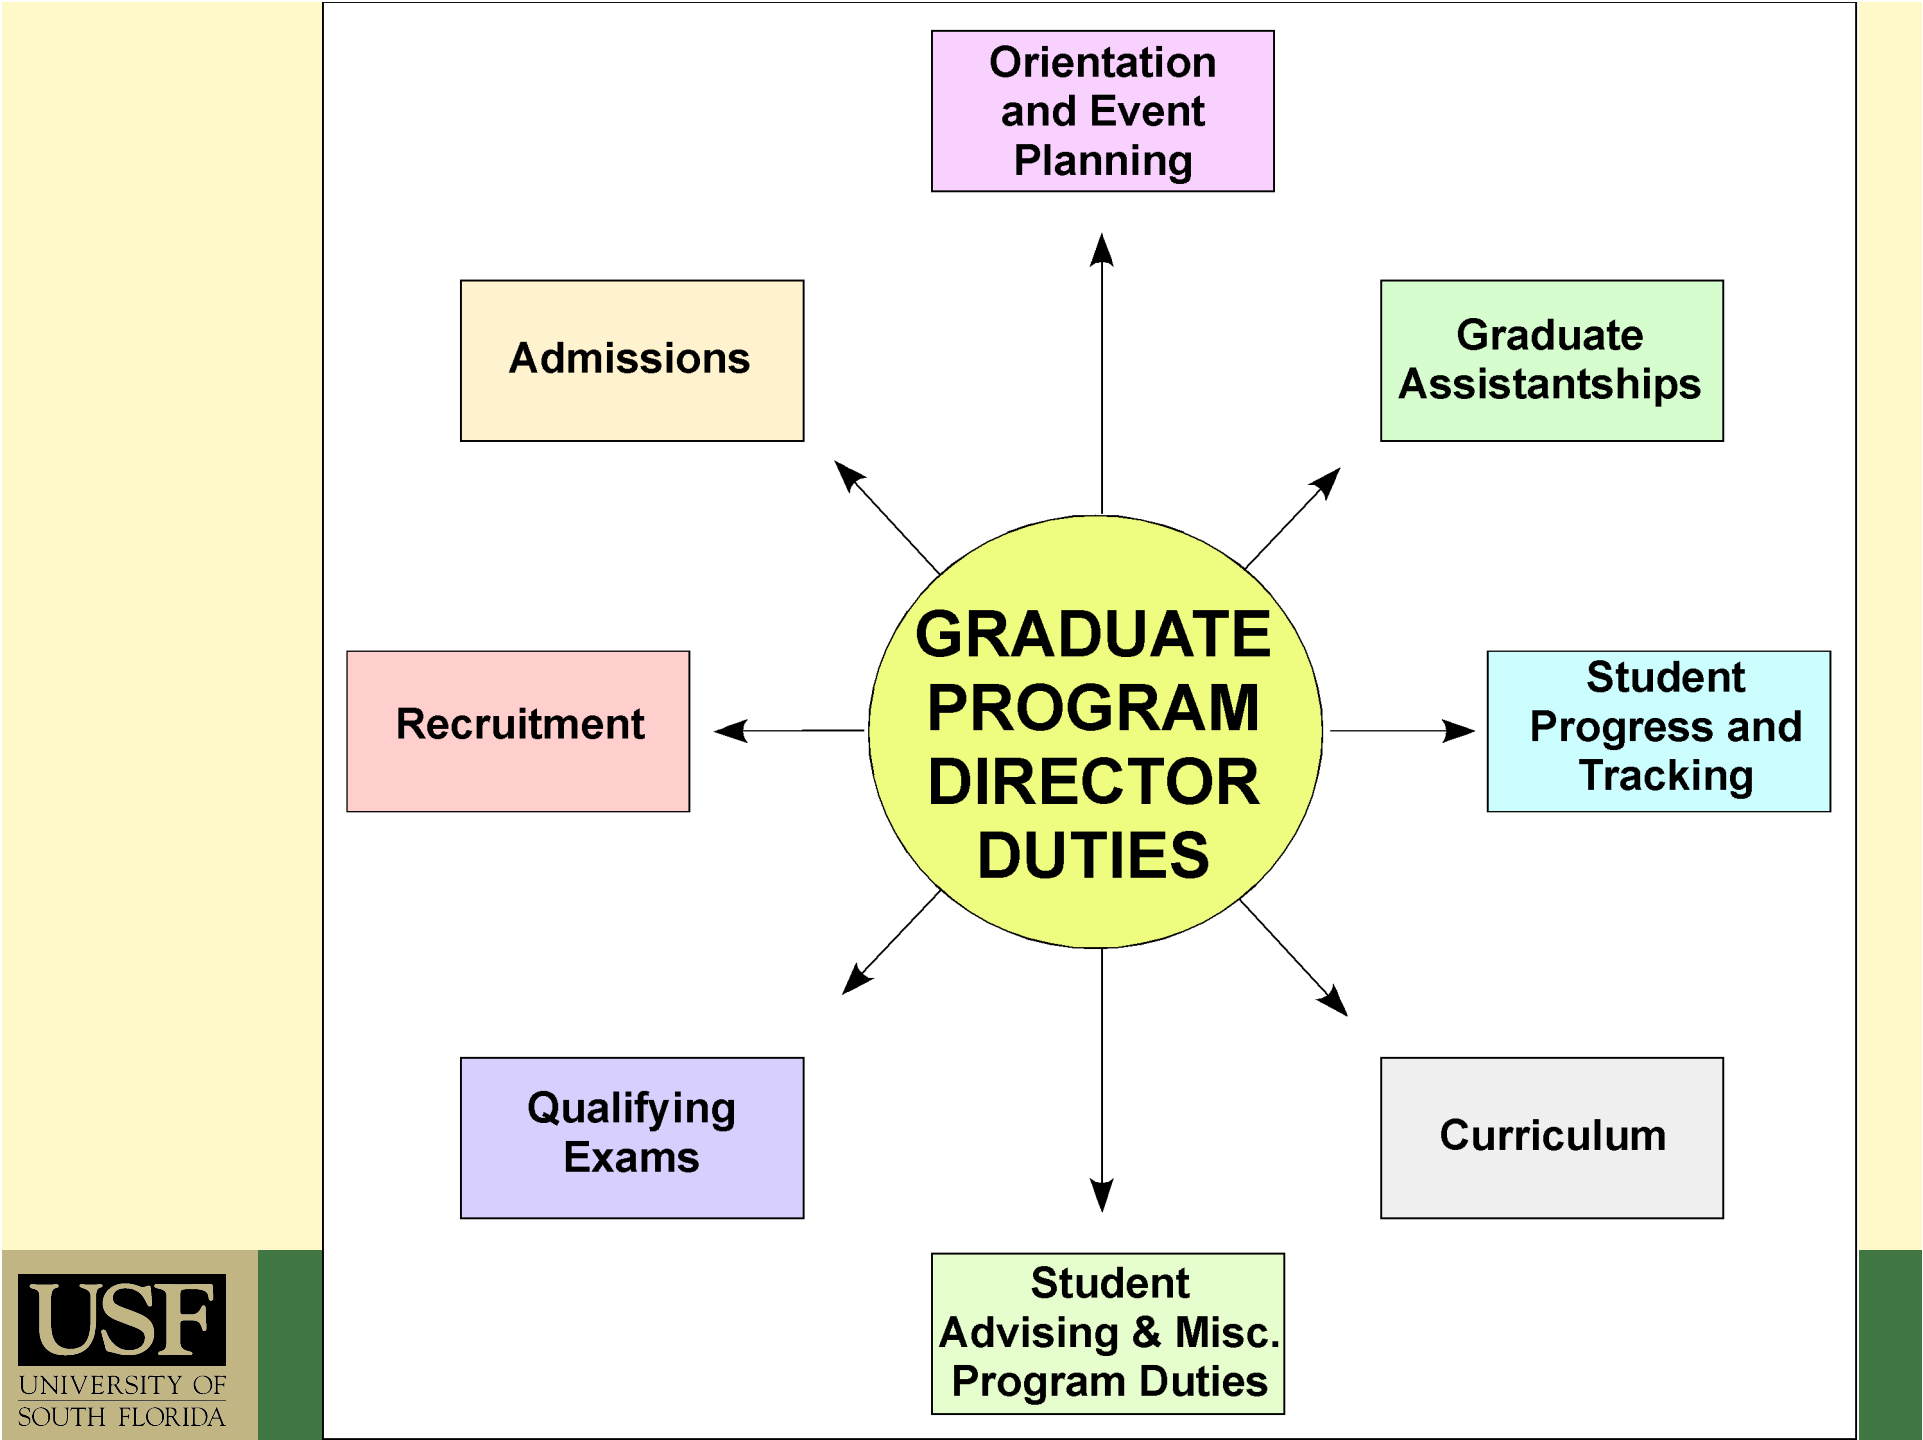 Orientation
and Event
Planning
Admissions
Graduate
Assistantships
GRADUATE
PROGRAM
DIRECTOR
DUTIES
Recruitment
Student
Progress and
Tracking
Qualifying
Exams
Curriculum
Student
Advising & Misc.
Program Duties
USF
UNIVERSITY OF
SOUTH FLORIDA